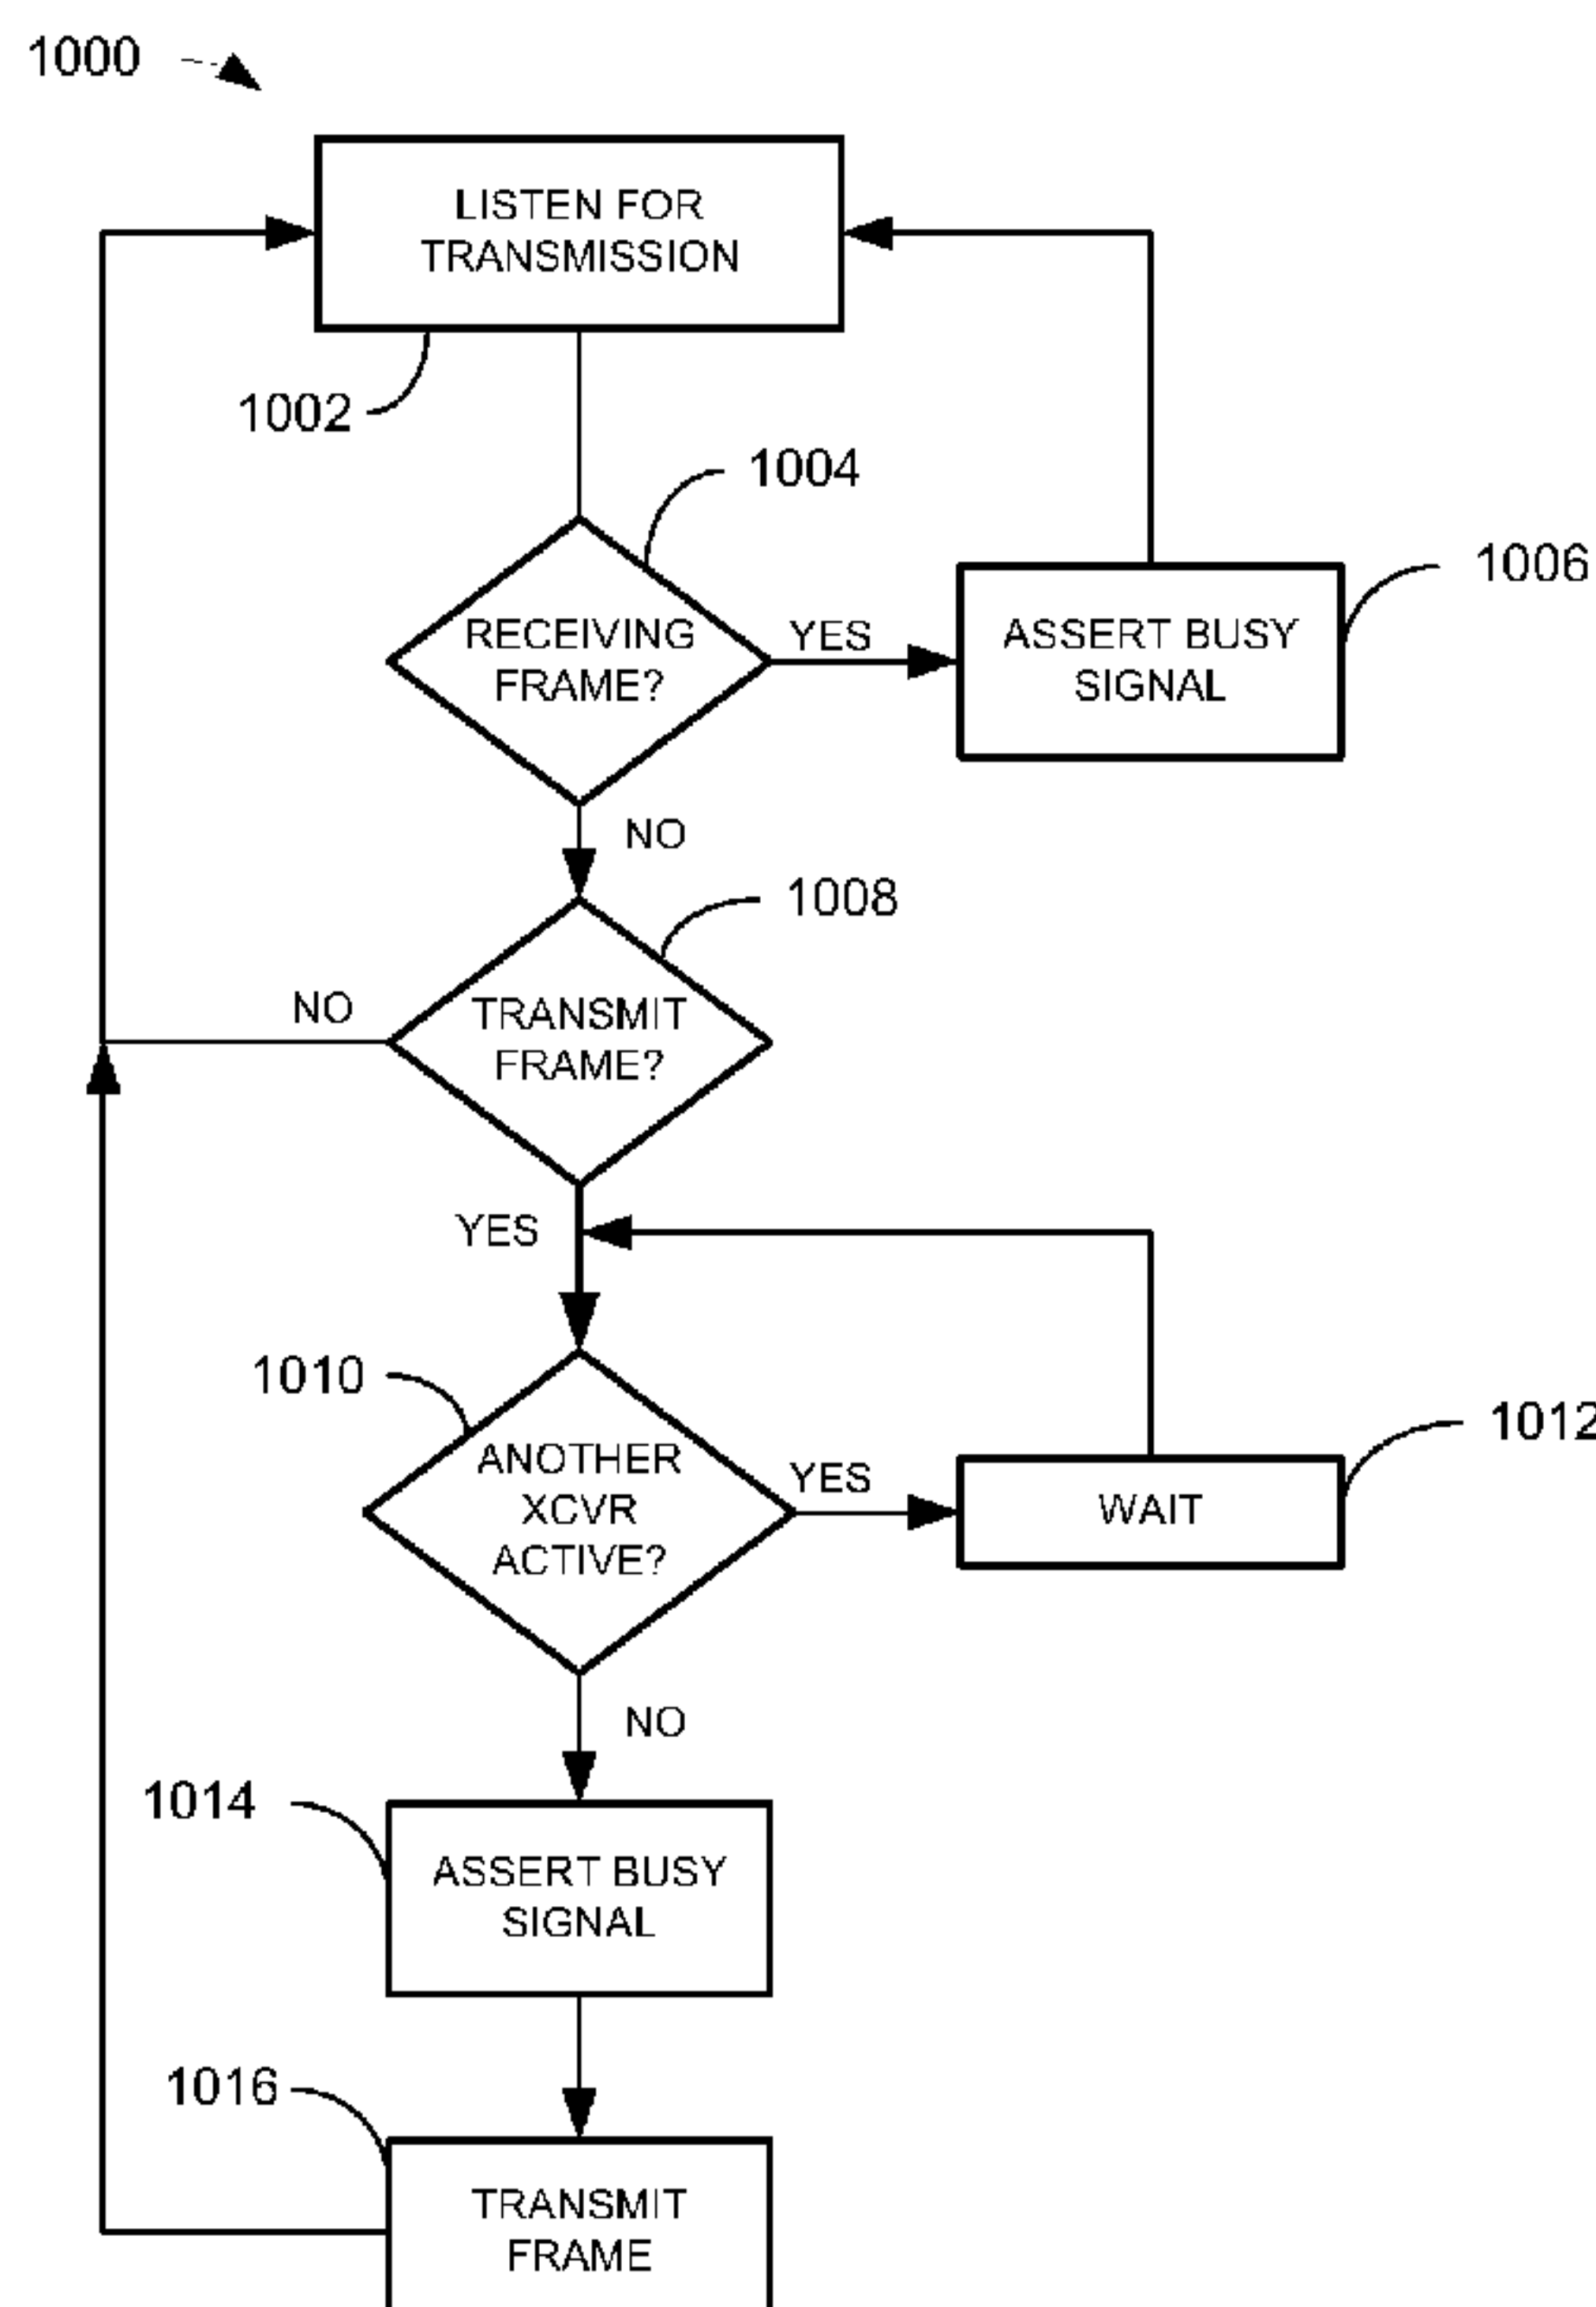 1000
LISTEN FOR
TRANSMISSION
1002
1004
1006
RECEIVING
FRAME?
YES
ASSERT BUSY
SIGNAL
NO
1008
NO
TRANSMIT
FRAME?
YES
1010
1012
ANOTHER
XCVR
ACTIVE?
YES
WAIT
NO
1014
ASSERT BUSY
SIGNAL
1016
TRANSMIT
FRAME